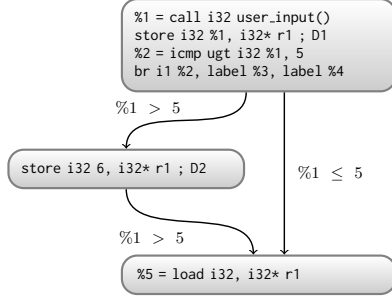 %1 = call i32 user_input()
store i32 %1, i32* r1 ; D1
%2 = icmp ugt i32 %1, 5
br i1 %2, label %3, label %4
%1 > 5
store i32 6, i32* r1 ; D2
%1 ≤ 5
%1 > 5
%5 = load i32, i32* r1